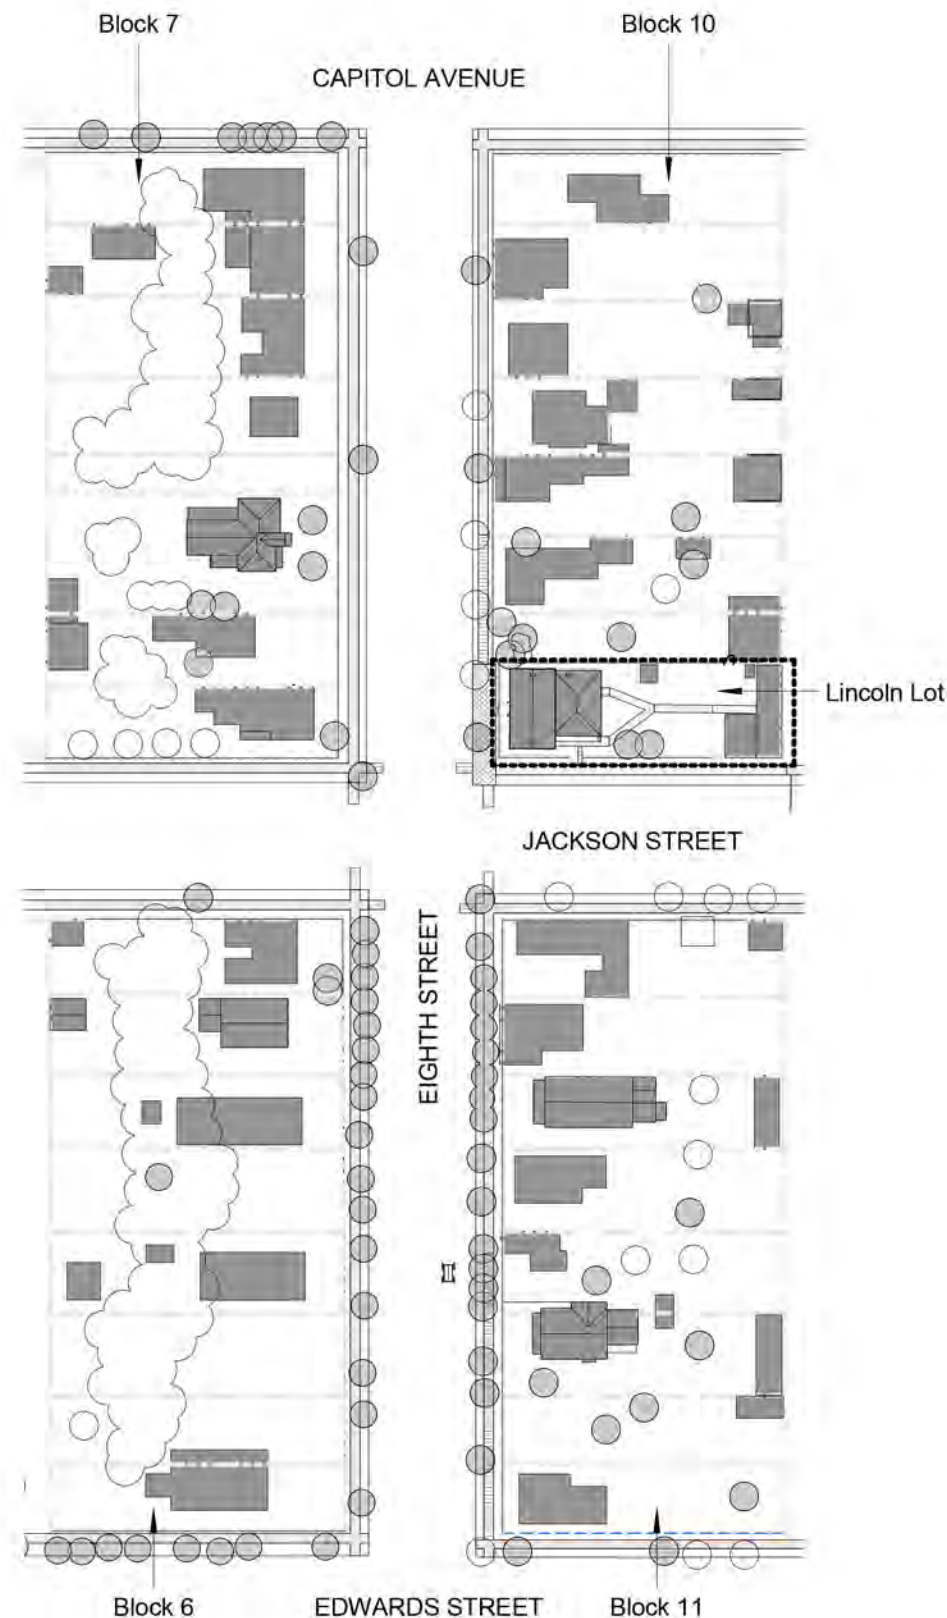 Block 7
Block 10
CAPITOL AVENUE
Lincoln Lot
JACKSON STREET
EIGHTH STREET
Block 6
EDWARDS STREET
Block 11